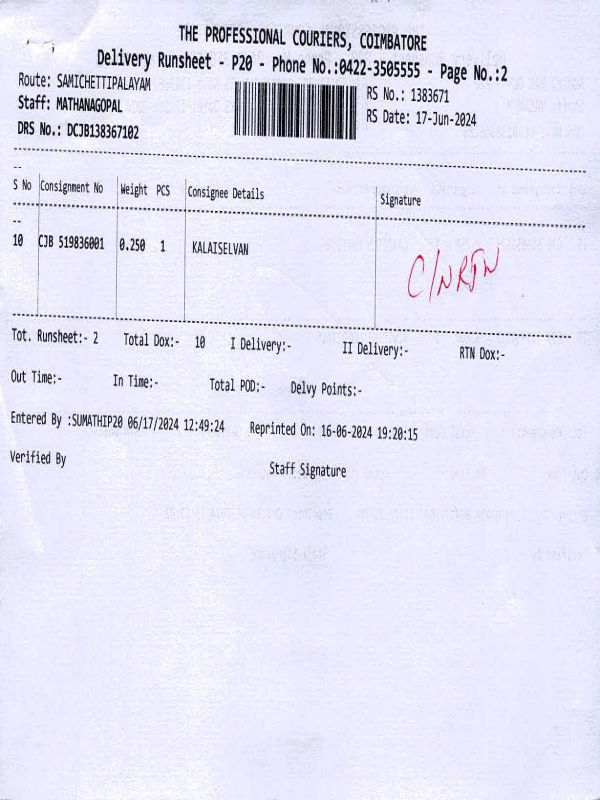 THE PROFESSIONAL COURIERS, COIMBATORE
Delivery Runsheet - P20 - Phone No.:0422-3505555 - Page No.:2
Route: SAMICHETTIPALAYAM
RS No.: 1383671
Staff: MATHANAGOPAL
RS Date: 17-Jun-2024
DRS No.: DCJB138367102
S No Consignment No Weight PCS Consignee Details Signature
10 CJB 519836001 0.250 1 KALAISELVAN
Tot. Runsheet:- 2 Total Dox:- 10 I Delivery:- II Delivery:- RTN Dox:-
Out Time:- In Time:- Total POD:- Delvy Points:-
Entered By :SUMATHIP20 06/17/2024 12:49:24 Reprinted On: 16-06-2024 19:20:15
Verified By Staff Signature